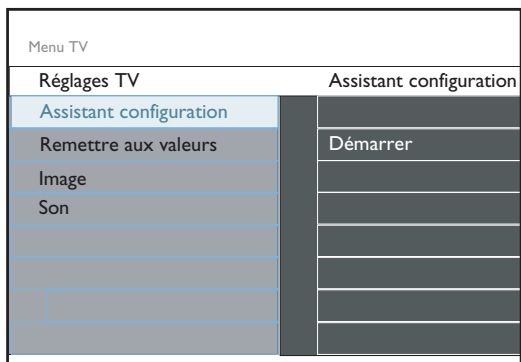 Menu TV
Réglages TV
Assistant configuration
Assistant configuration
Remettre aux valeurs
Démarrer
Image
Son